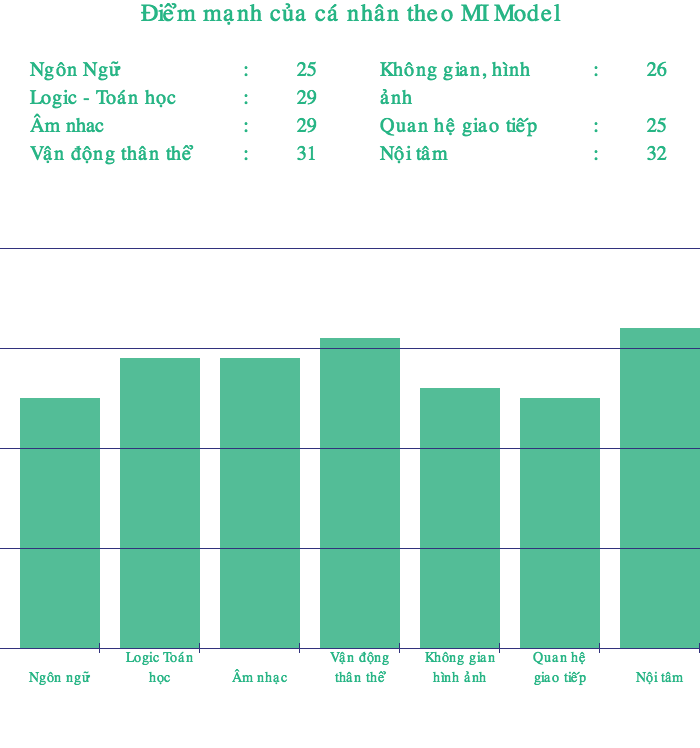 Điểm mạnh của cá nhân theo MI Model
Ngôn Ngữ : 25
Logic - Toán học : 29
Âm nhac : 29
Vận động thân thể : 31
Không gian, hình : 26
ảnh
Quan hệ giao tiếp : 25
Nội tâm : 32
Ngôn ngữ
Logic Toán
học
Âm nhạc
Vận động
thân thể
Không gian
hình ảnh
Quan hệ
giao tiếp
Nội tâm